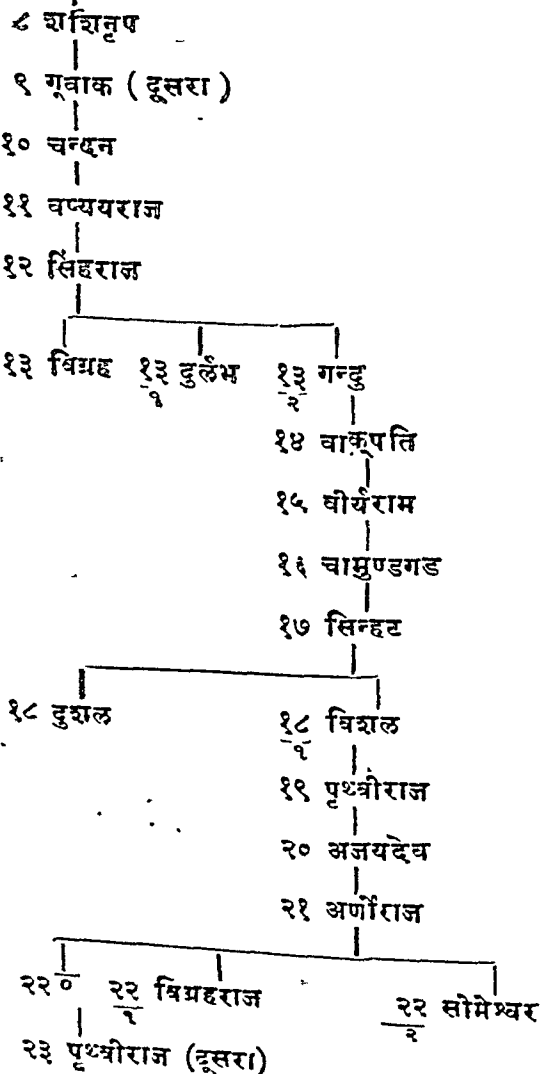 ८ शशिनृप
९ गूवाक ( दूसरा )
१० चन्दन
११ वप्ययराज
१२ सिंहराज
१३ विग्रह १३/१ दुर्लभ १३/२ गन्दु
१४ वाक्पति
१५ वीर्यराम
१६ चामुण्डगड
१७ सिन्हट
१८ दुशल १८/१ विशल
१९ पृथ्वीराज
२० अजयदेव
२१ अर्णोराज
२२ ० २२/१ विग्रहराज २२/२ सोमेश्वर
२३ पृथ्वीराज (दूसरा)